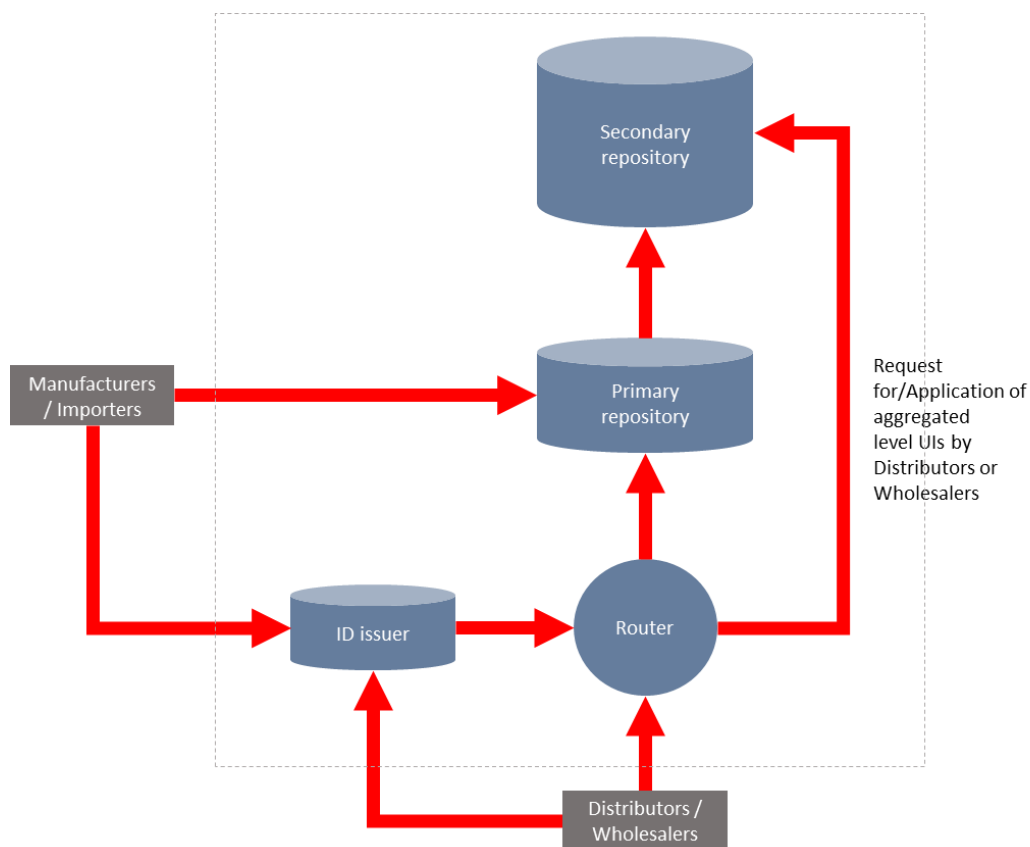 Secondary
repository
Manufacturers
/ Importers
Primary
repository
Request
for/Application of
aggregated
level UIs by
Distributors or
Wholesalers
ID issuer
Router
Distributors /
Wholesalers